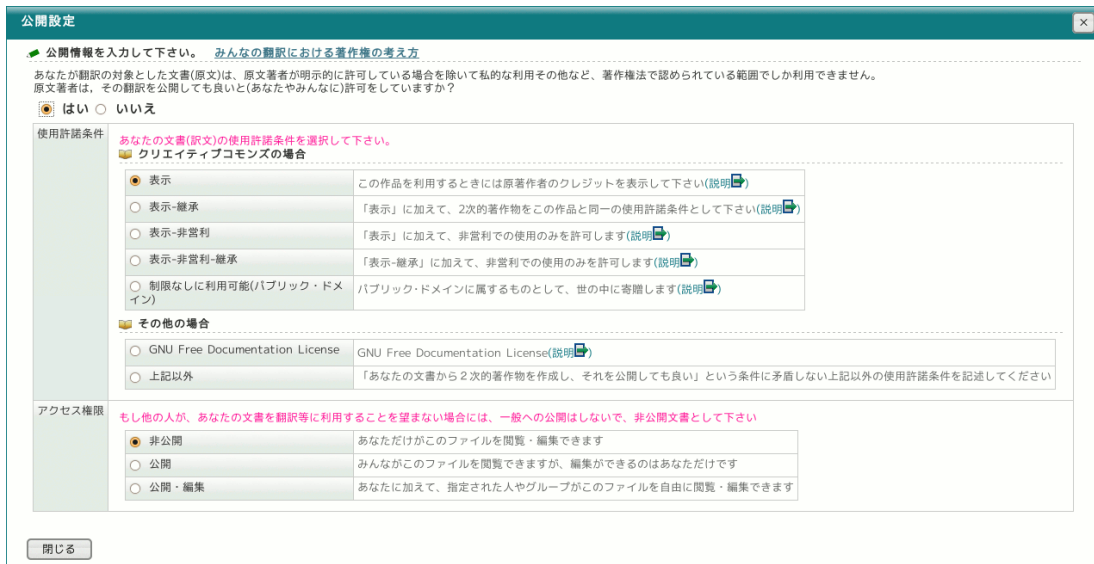 公開設定
公開情報を入力して下さい。 みんなの翻訳における著作権の考え方
あなたが翻訳の対象とした文書(原文)は、原文著者が明示的に許可している場合を除いて私的な利用その他など、著作権法で認められている範囲でしか利用できません。
原文著者は，その翻訳を公開しても良いと(あなたやみんなに)許可をしていますか？
はい いいえ
使用許諾条件
あなたの文書(訳文)の使用許諾条件を選択して下さい。
クリエイティブコモンズの場合
表示 この作品を利用するときには原著作者のクレジットを表示して下さい(説明)
表示-継承 「表示」に加えて、2次的著作物をこの作品と同一の使用許諾条件として下さい(説明)
表示-非営利 「表示」に加えて、非営利での使用のみを許可します(説明)
表示-非営利-継承 「表示-継承」に加えて、非営利での使用のみを許可します(説明)
制限なしに利用可能(パブリック・ドメ
イン) パブリック・ドメインに属するものとして、世の中に寄贈します(説明)
その他の場合
GNU Free Documentation License GNU Free Documentation License(説明)
上記以外 「あなたの文書から２次的著作物を作成し、それを公開しても良い」という条件に矛盾しない上記以外の使用許諾条件を記述してください
アクセス権限
もし他の人が、あなたの文書を翻訳等に利用することを望まない場合には、一般への公開はしないで、非公開文書として下さい
非公開 あなただけがこのファイルを閲覧・編集できます
公開 みんながこのファイルを閲覧できますが、編集ができるのはあなただけです
公開・編集 あなたに加えて、指定された人やグループがこのファイルを自由に閲覧・編集できます
閉じる